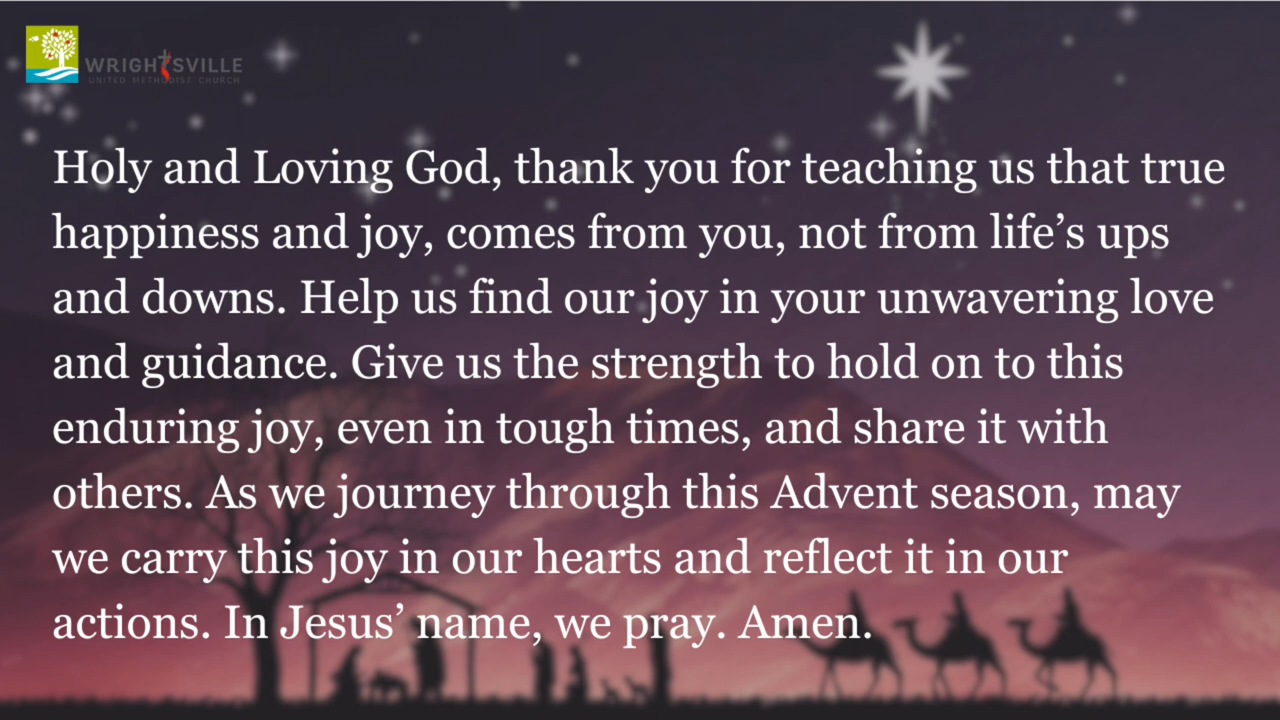 WRIGHTSVILLE
UNITED METHODIST CHURCH
Holy and Loving God, thank you for teaching us that true
happiness and joy, comes from you, not from life’s ups
and downs. Help us find our joy in your unwavering love
and guidance. Give us the strength to hold on to this
enduring joy, even in tough times, and share it with
others. As we journey through this Advent season, may
we carry this joy in our hearts and reflect it in our
actions. In Jesus’ name, we pray. Amen.